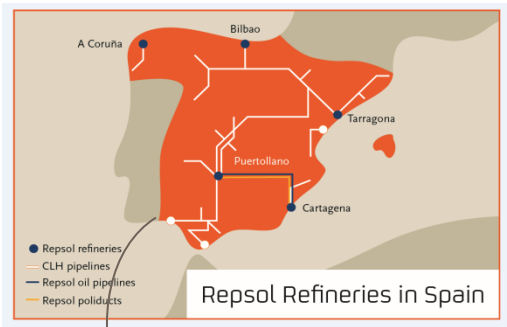 Bilbao
A Coruña
Tarragona
Puertollano
Cartagena
Repsol refineries
CLH pipelines
Repsol oil pipelines
Repsol poliducts
Repsol Refineries in Spain